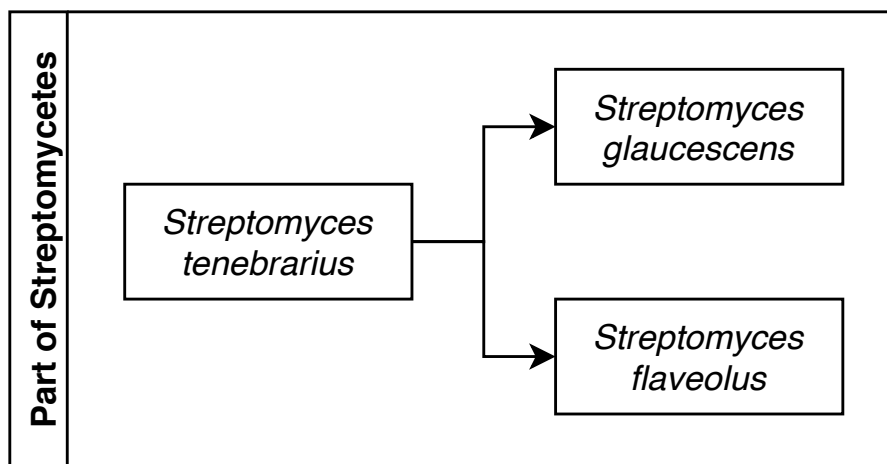 Part of Streptomycetes
Streptomyces
tenebrarius
Streptomyces
glaucescens
Streptomyces
flaveolus